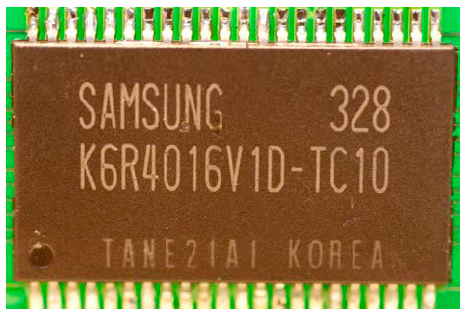 SAMSUNG 328
K6R4016V1D-TC10
TANE21A1 KOREA